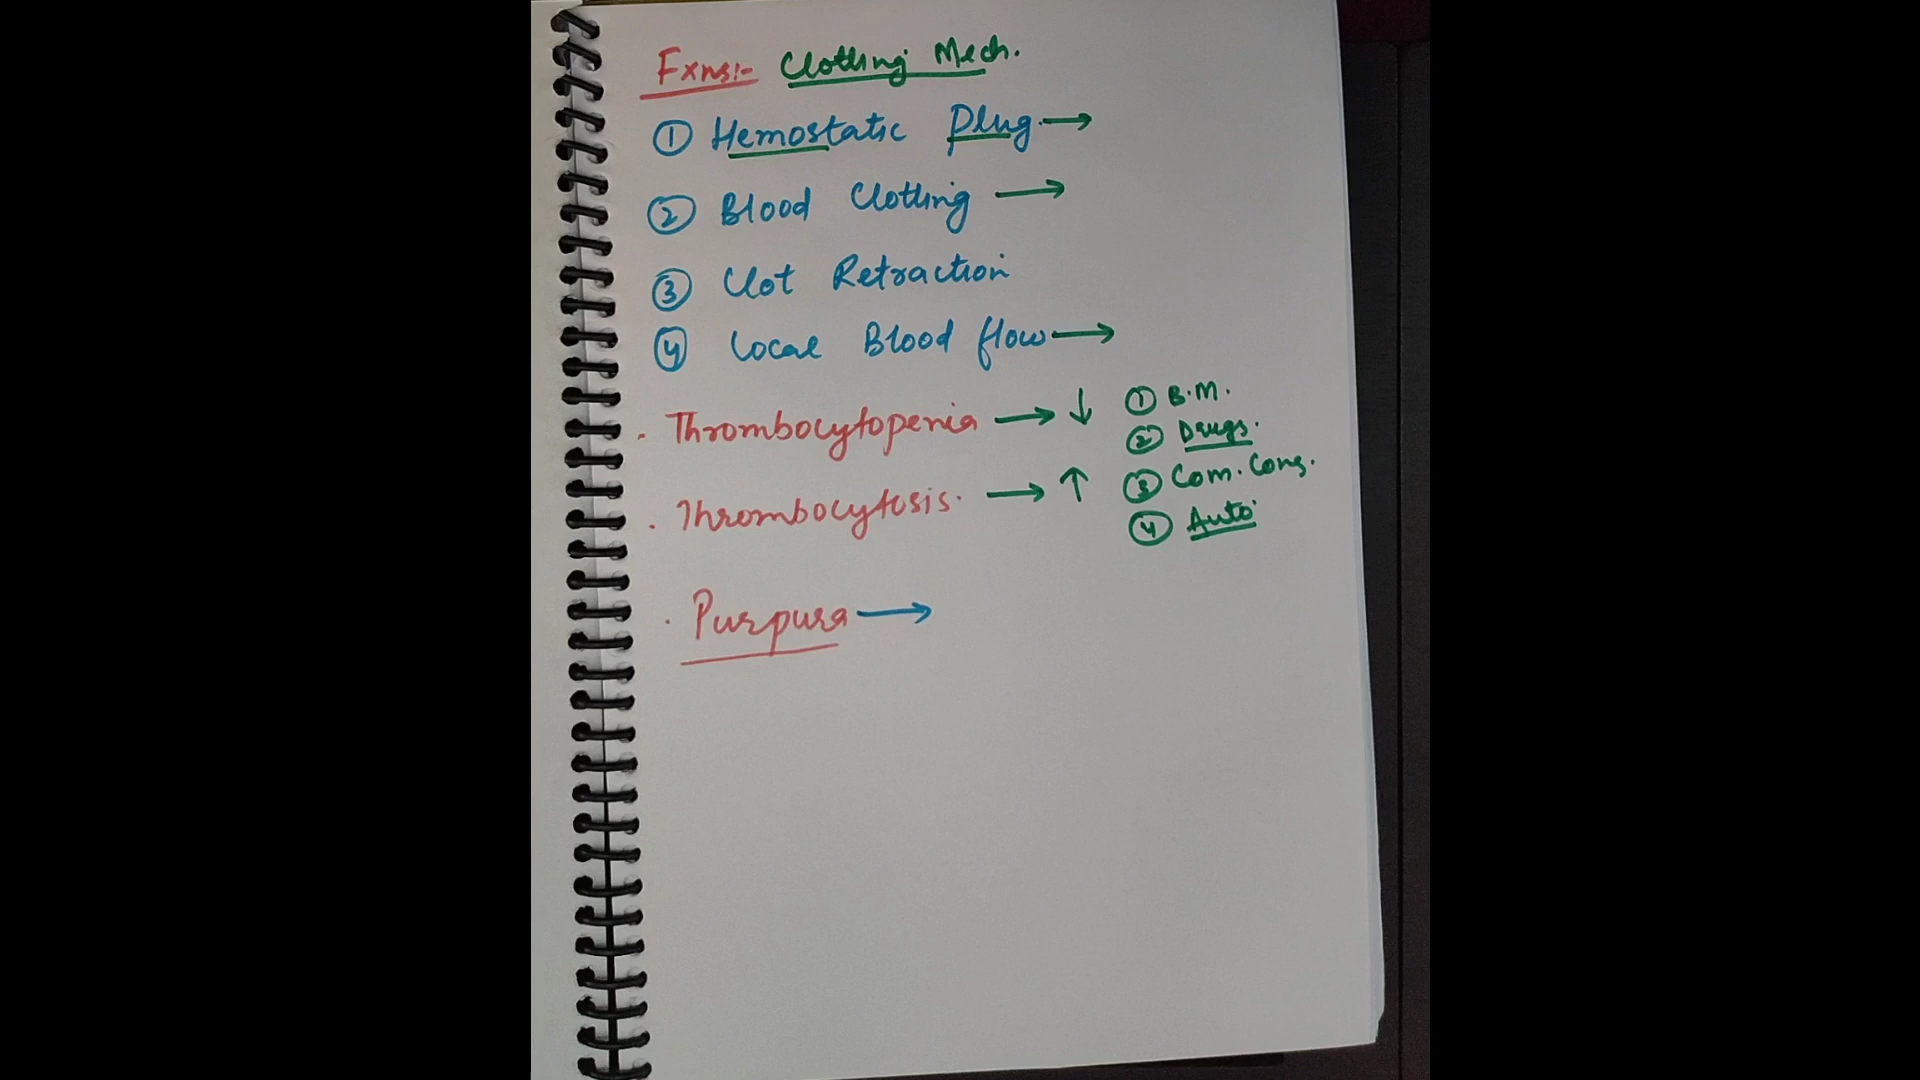 Fxns:- Clotting Mech.
① Hemostatic Plug. →
② Blood Clotting →
③ Clot Retraction
④ Local Blood flow →
· Thrombocytopenia → ↓
· Thrombocytosis. → ↑
① B.M.
② Drugs.
③ Com. Cons.
④ Auto
· Purpura →